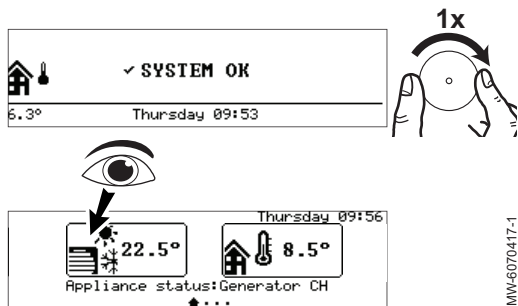 1x
✓ SYSTEM OK
6.3° Thursday 09:53
Thursday 09:56
22.5° 8.5°
Appliance status:Generator CH
MW-6070417-1